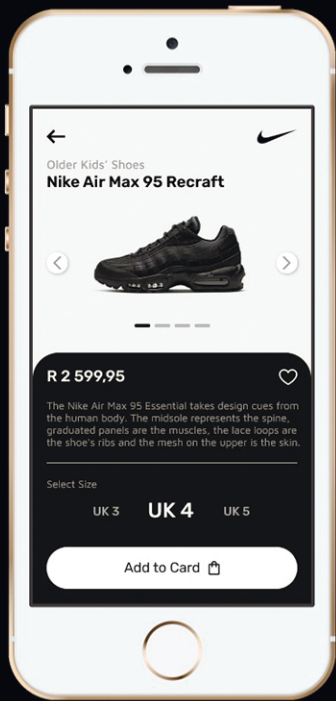 Older Kids' Shoes
Nike Air Max 95 Recraft
R 2 599,95
The Nike Air Max 95 Essential takes design cues from
the human body. The midsole represents the spine,
graduated panels are the muscles, the lace loops are
the shoe's ribs and the mesh on the upper is the skin.
Select Size
UK 3 UK 4 UK 5
Add to Card